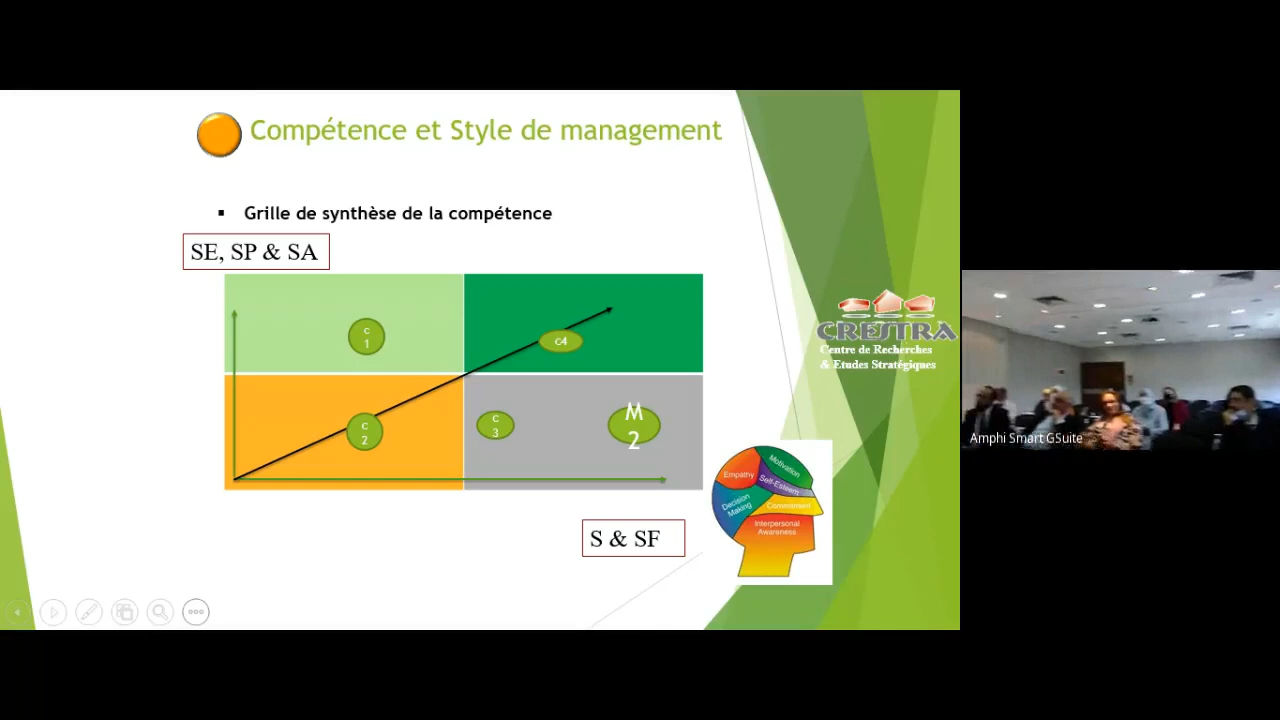 Compétence et Style de management
▪ Grille de synthèse de la compétence
SE, SP & SA
c
1
c4
c
2
c
3
M
2
S & SF
CRESTRA
Centre de Recherches
& Etudes Stratégiques
Motivation
Empathy
Self-Esteem
Decision
Making
Commitment
Interpersonal
Awareness
Amphi Smart GSuite